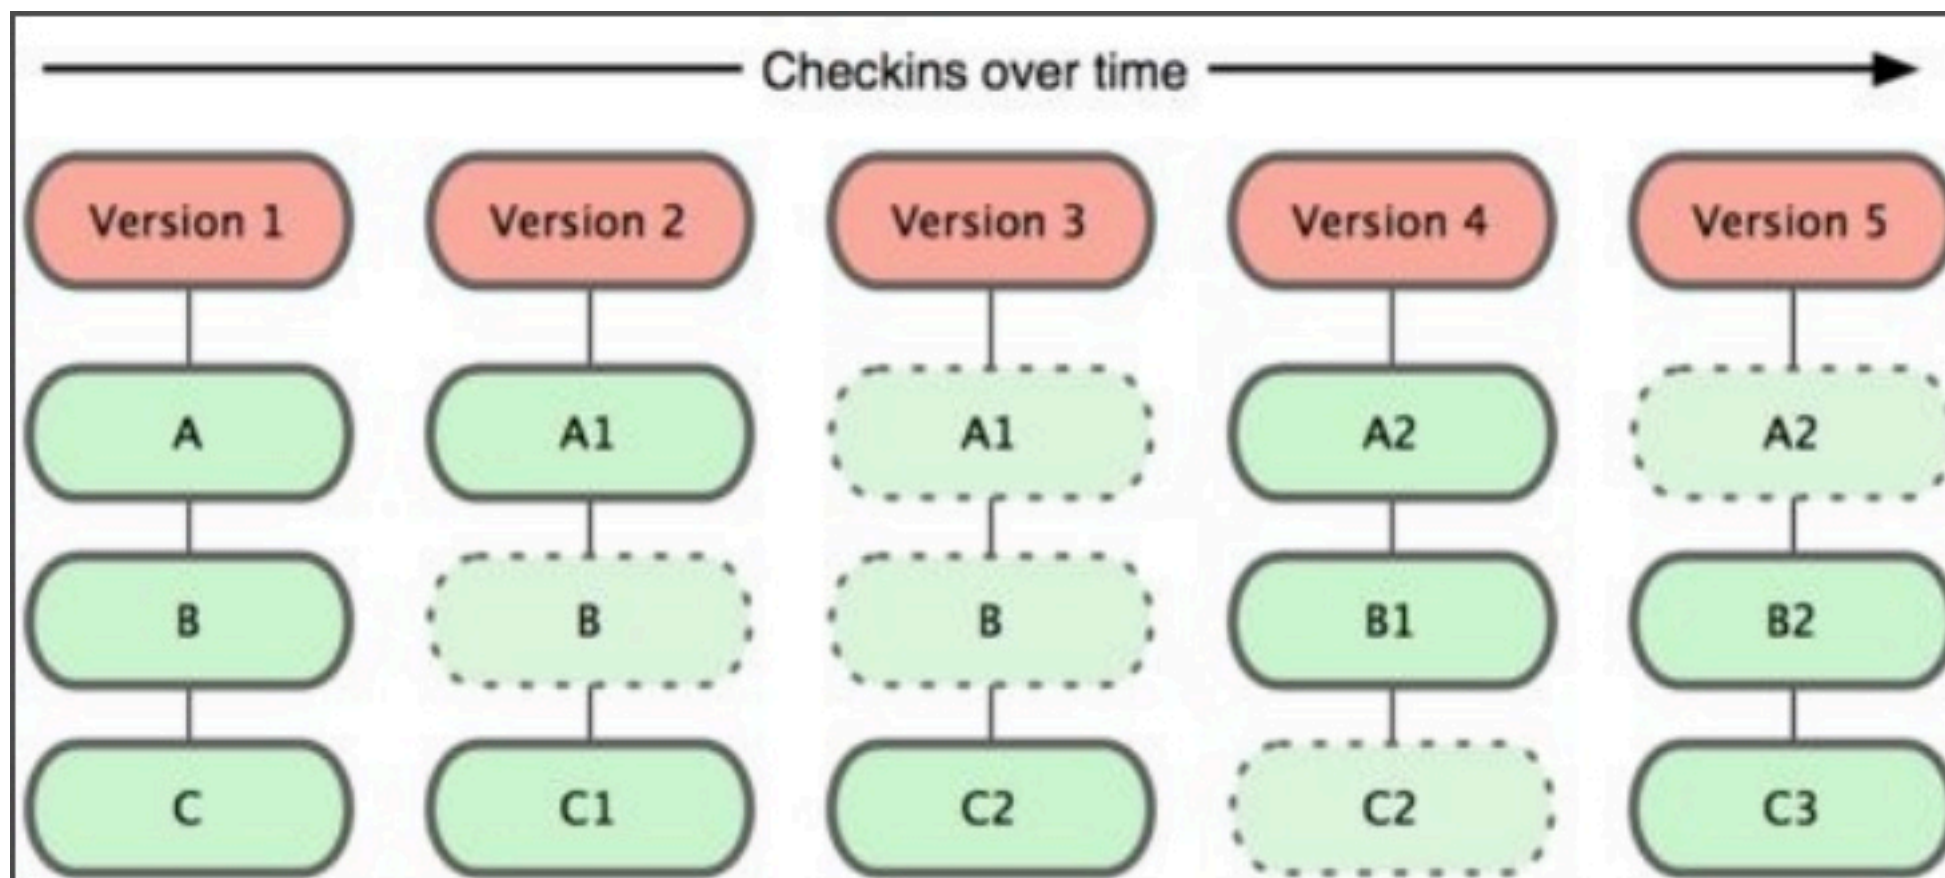 Checkins over time
Version 1 Version 2 Version 3 Version 4 Version 5
A A1 A1 A2 A2
B B B B1 B2
C C1 C2 C2 C3